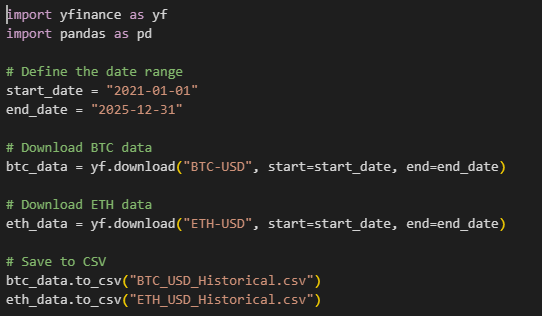 import yfinance as yf
import pandas as pd
# Define the date range
start_date = "2021-01-01"
end_date = "2025-12-31"
# Download BTC data
btc_data = yf.download("BTC-USD", start=start_date, end=end_date)
# Download ETH data
eth_data = yf.download("ETH-USD", start=start_date, end=end_date)
# Save to CSV
btc_data.to_csv("BTC_USD_Historical.csv")
eth_data.to_csv("ETH_USD_Historical.csv")